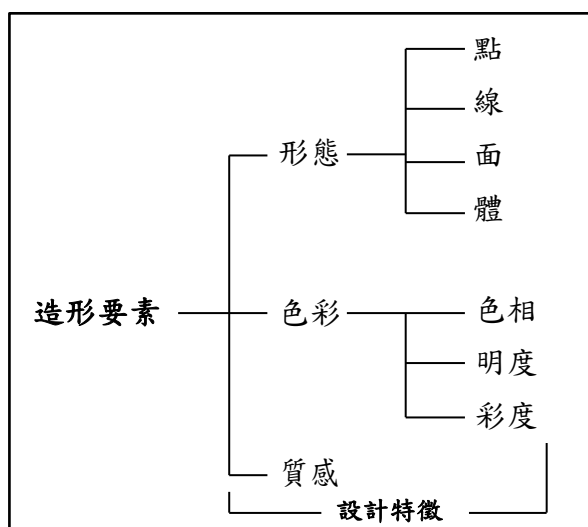 點
線
形態
面
體
造形要素
色彩
色相
明度
彩度
質感
設計特徵